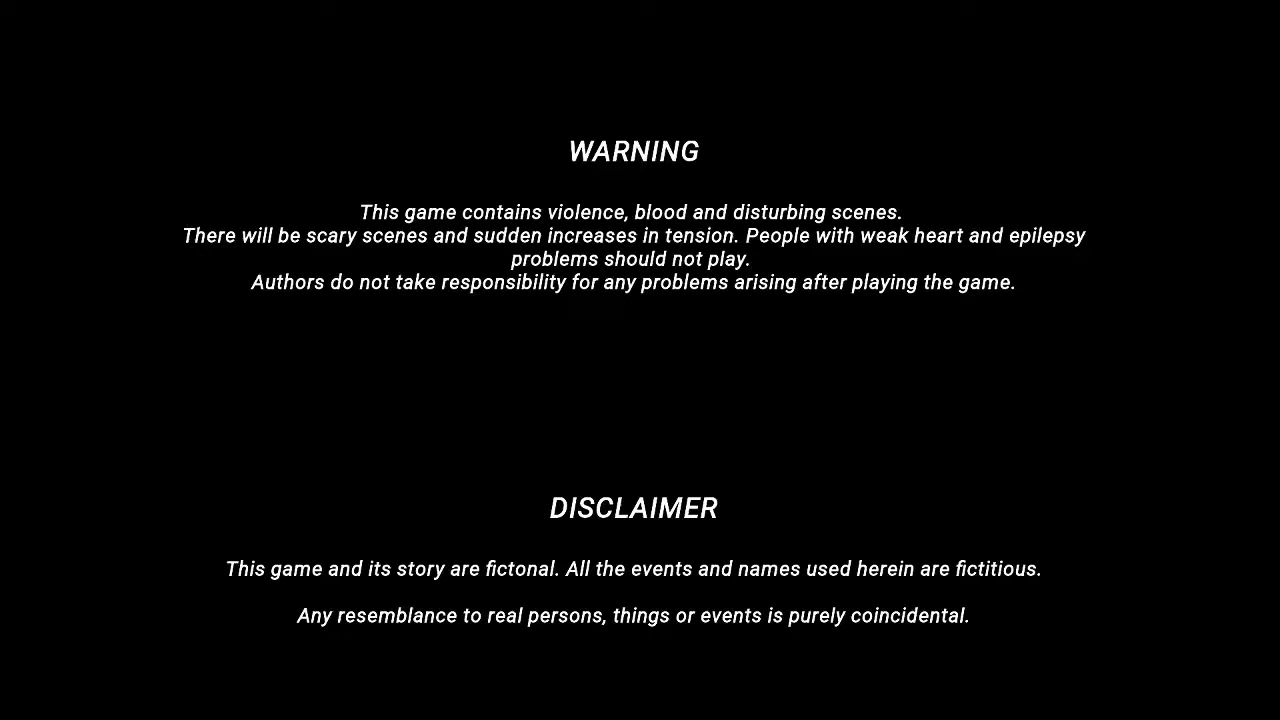 WARNING
This game contains violence, blood and disturbing scenes.
There will be scary scenes and sudden increases in tension. People with weak heart and epilepsy
problems should not play.
Authors do not take responsibility for any problems arising after playing the game.
DISCLAIMER
This game and its story are fictonal. All the events and names used herein are fictitious.
Any resemblance to real persons, things or events is purely coincidental.